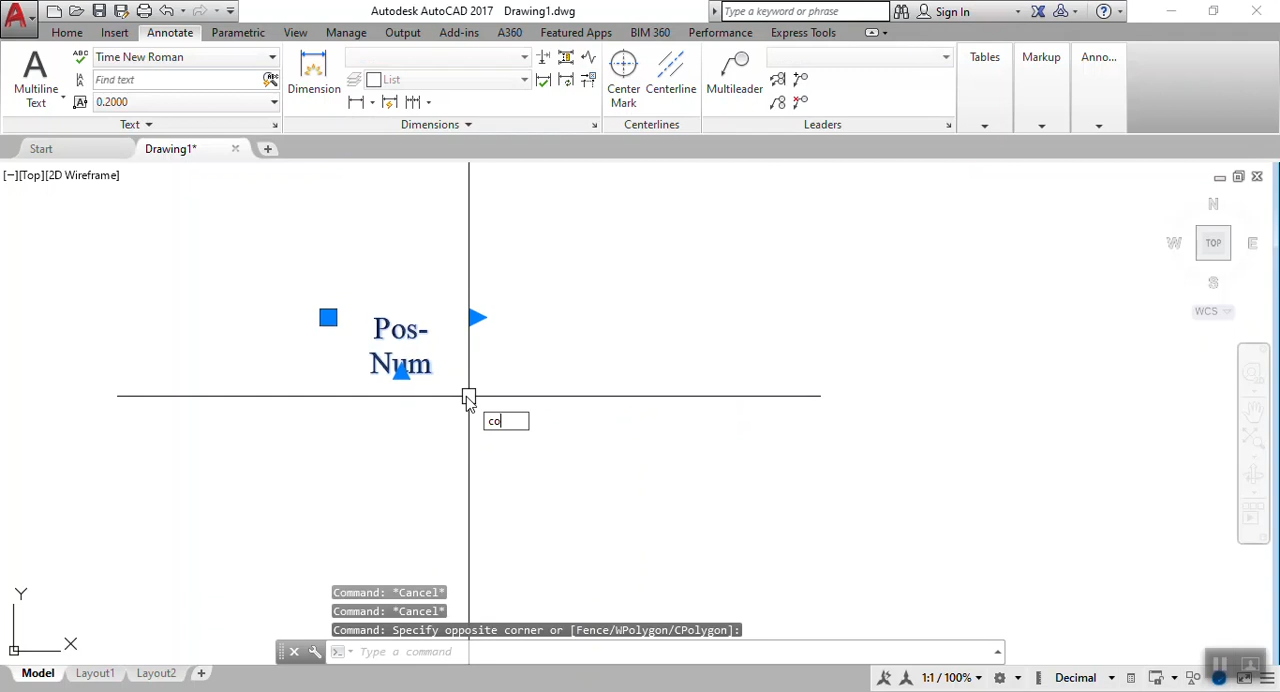 Autodesk AutoCAD 2017 Drawing1.dwg
Type a keyword or phrase
Sign In
Home Insert Annotate Parametric View Manage Output Add-ins A360 Featured Apps BIM 360 Performance Express Tools
ABC
Time New Roman
Find text
0.2000
Multiline
Text
Text
Dimension
List
Dimensions
Center
Mark
Centerline
Centerlines
Multileader
Leaders
Tables
Markup
Anno...
Start
Drawing1*
[−][Top][2D Wireframe]
N
W
TOP
E
S
WCS
Pos-
Num
co
Y
X
Command: *Cancel*
Command: *Cancel*
Command: Specify opposite corner or [Fence/WPolygon/CPolygon]:
Type a command
Model Layout1 Layout2
1:1 / 100%
Decimal